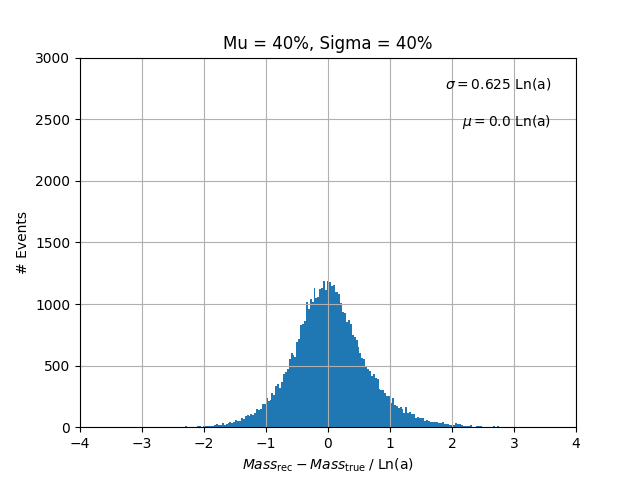 Mu = 40%, Sigma = 40%
σ = 0.625 Ln(a)
μ = 0.0 Ln(a)
# Events
3000
2500
2000
1500
1000
500
0
−4 −3 −2 −1 0 1 2 3 4
Mass_rec − Mass_true / Ln(a)